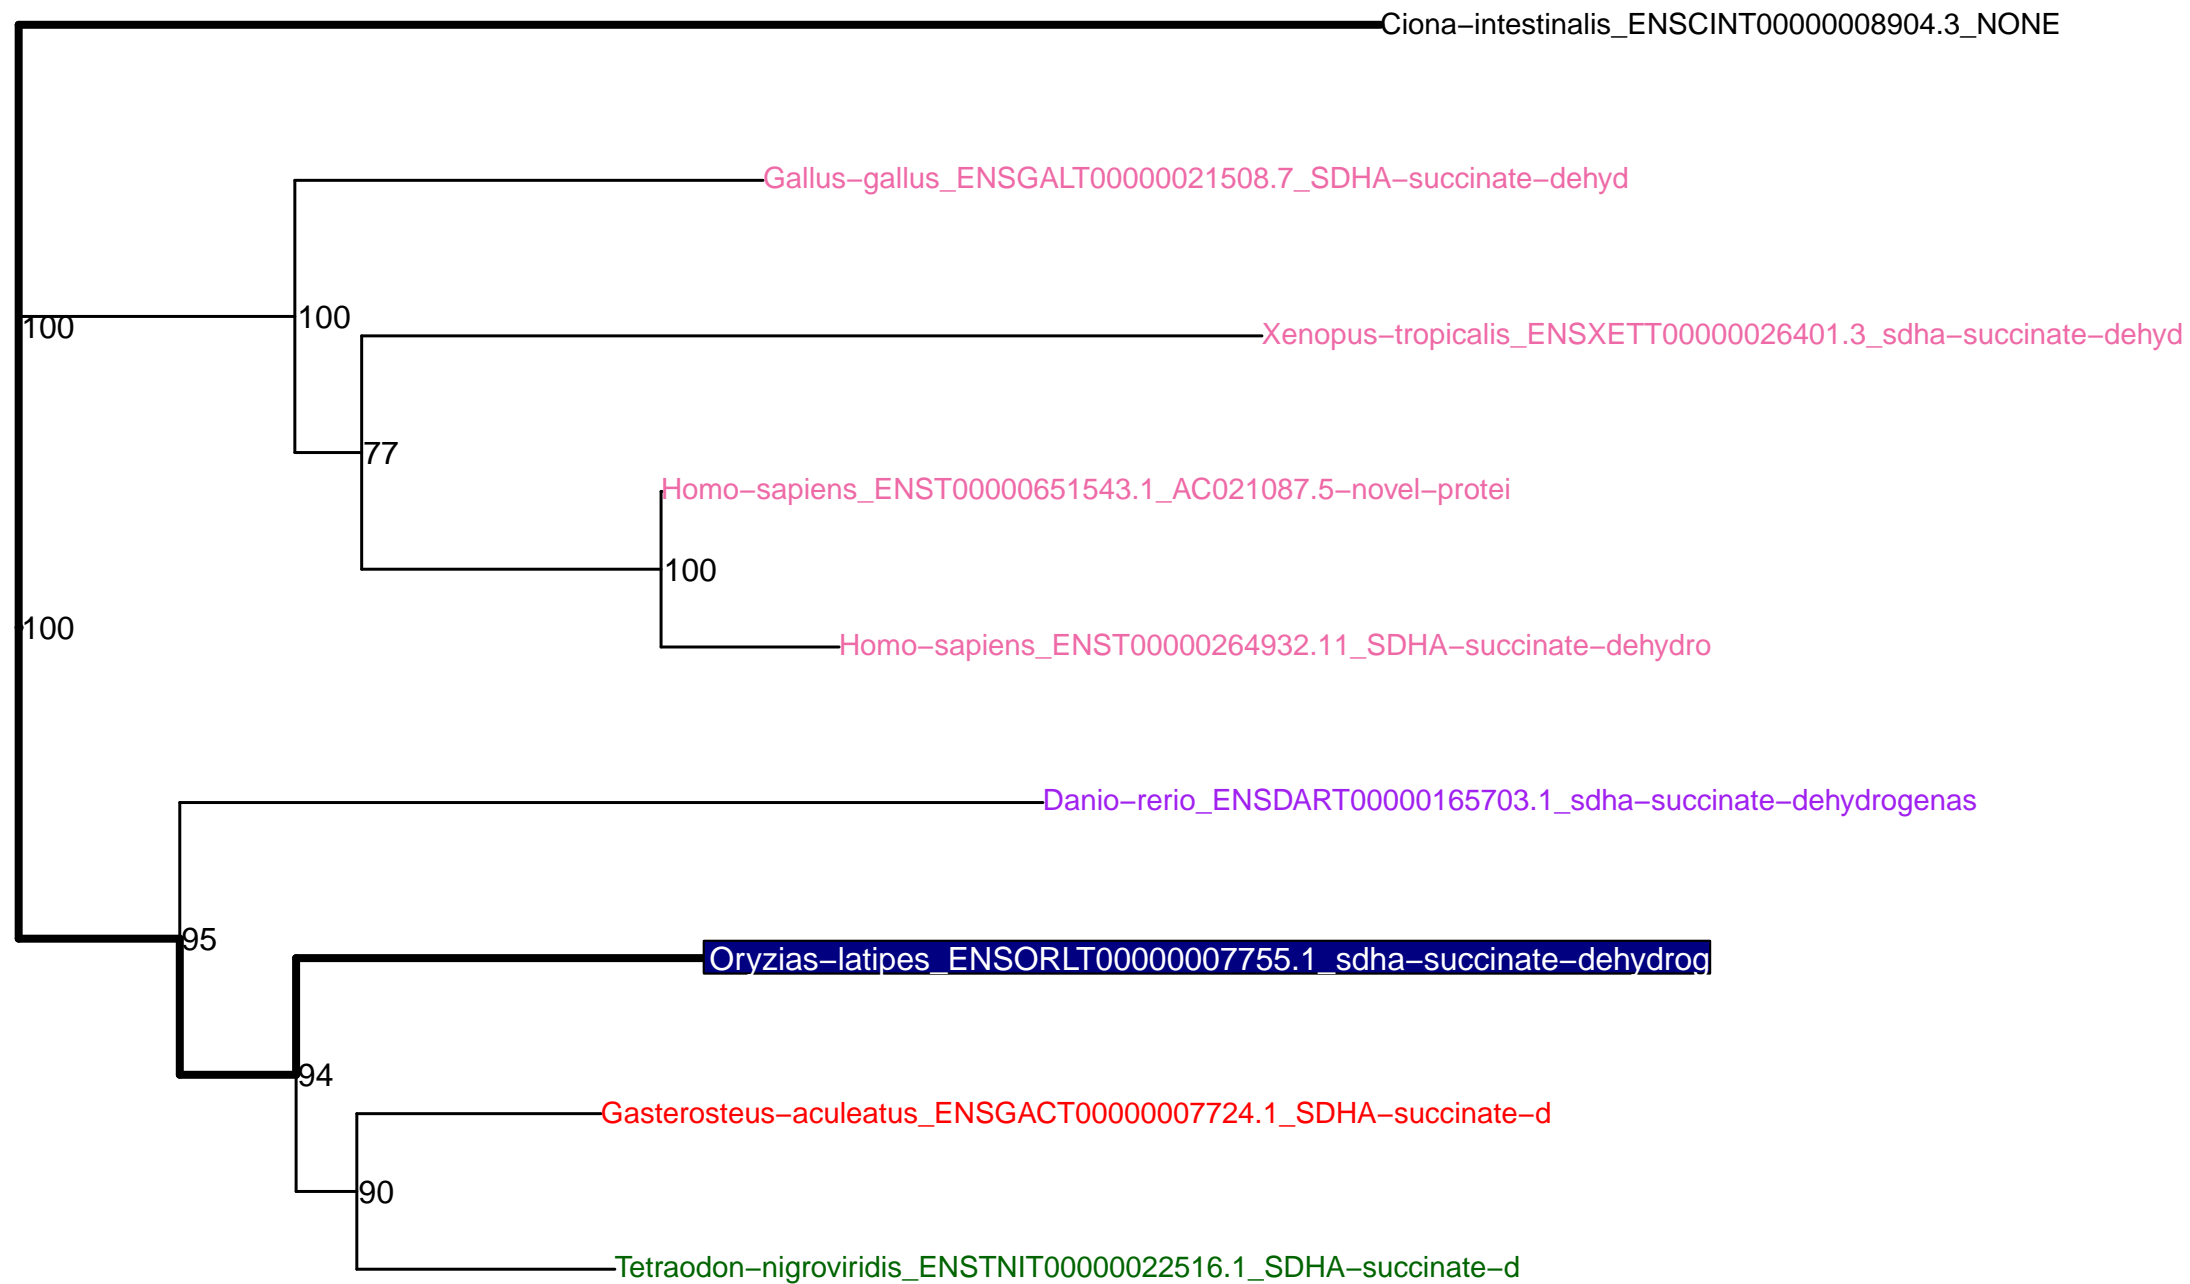 Ciona−intestinalis_ENSCINT00000008904.3_NONE
Gallus−gallus_ENSGALT00000021508.7_SDHA−succinate−dehyd
100
100
Xenopus−tropicalis_ENSXETT00000026401.3_sdha−succinate−dehyd
77
Homo−sapiens_ENST00000651543.1_AC021087.5−novel−protei
100
100
Homo−sapiens_ENST00000264932.11_SDHA−succinate−dehydro
Danio−rerio_ENSDART00000165703.1_sdha−succinate−dehydrogenas
95
Oryzias−latipes_ENSORLT00000007755.1_sdha−succinate−dehydrog
94
Gasterosteus−aculeatus_ENSGACT00000007724.1_SDHA−succinate−d
90
Tetraodon−nigroviridis_ENSTNIT00000022516.1_SDHA−succinate−d